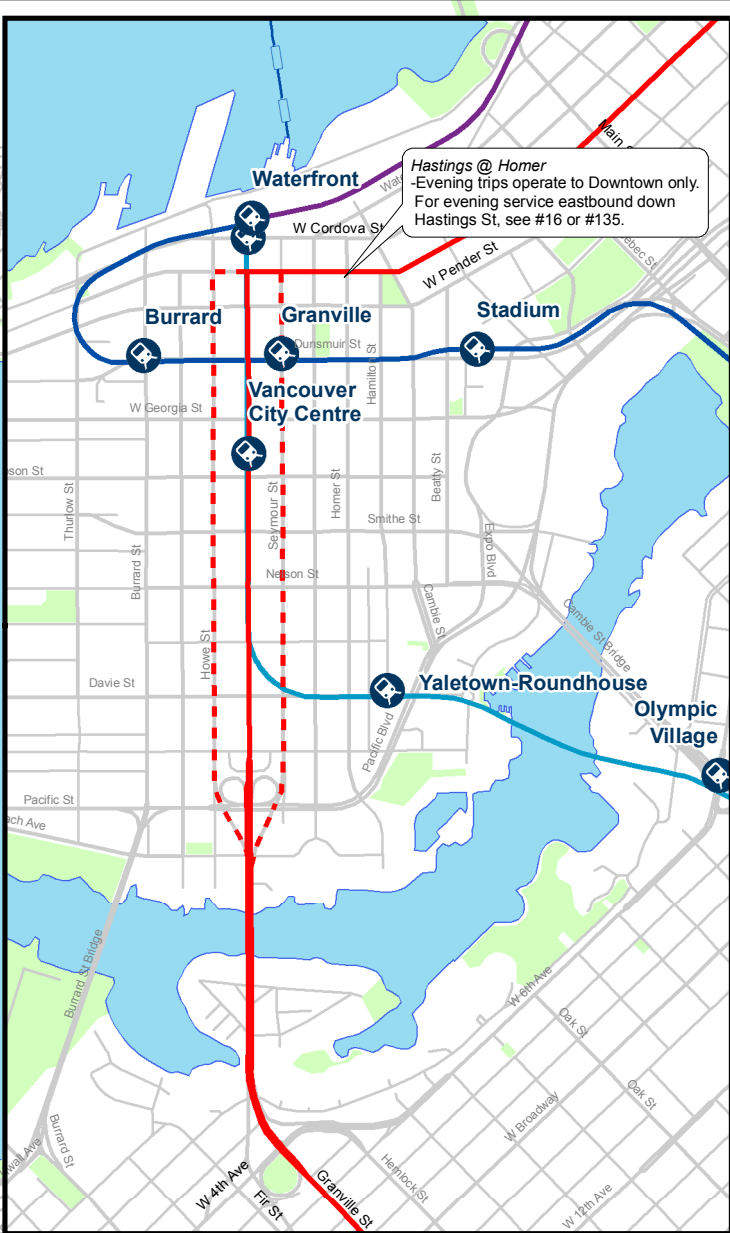 Main
Hastings @ Homer
-Evening trips operate to Downtown only.
For evening service eastbound down
Hastings St, see #16 or #135.
Waterfront
W Cordova St
W Pender St
Burrard
Granville
Stadium
Dunsmuir St
Hamilton St
Vancouver
City Centre
W Georgia St
son St
Thurlow St
Burrard St
Seymour St
Homer St
Beatty St
Smithe St
Expo Blvd
Nelson St
Cambie St
Cambie St Bridge
Howe St
Davie St
Yaletown-Roundhouse
Olympic
Village
Pacific Blvd
Pacific St
ach Ave
Burrard St Bridge
W 6th Ave
Oak St
Oak St
W Broadway
Burrard St
W 4th Ave
Fir St
Granville St
Hemlock St
W 12th Ave